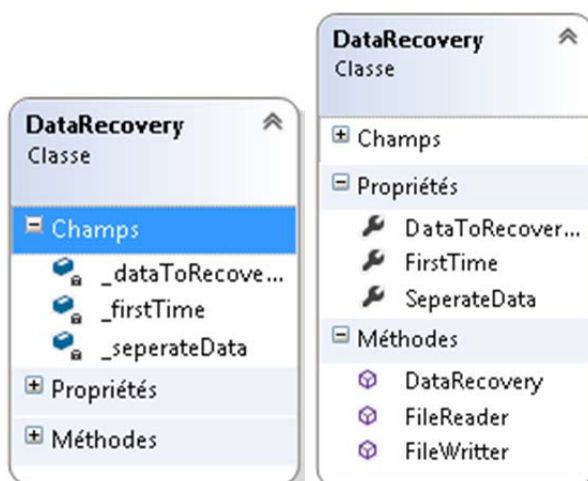 DataRecovery
Classe
Champs
_dataToRecove...
_firstTime
_seperateData
Propriétés
Méthodes
DataRecovery
Classe
Champs
Propriétés
DataToRecover...
FirstTime
SeperateData
Méthodes
DataRecovery
FileReader
FileWritter